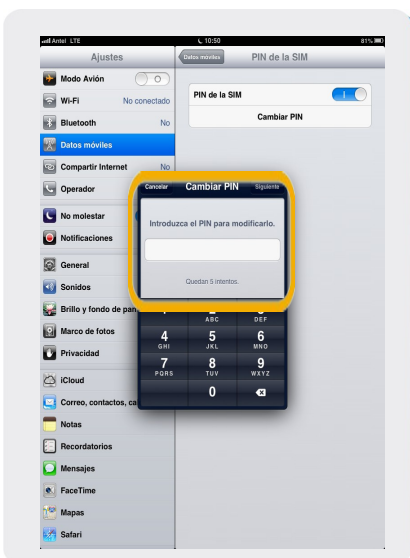 Antel LTE 10:50 81%
Ajustes
Datos móviles PIN de la SIM
Modo Avión
Wi-Fi No conectado
Bluetooth No
Datos móviles
Compartir Internet No
Operador
No molestar
Notificaciones
General
Sonidos
Brillo y fondo de pan
Marco de fotos
Privacidad
iCloud
Correo, contactos, ca
Notas
Recordatorios
Mensajes
FaceTime
Mapas
Safari
PIN de la SIM
Cambiar PIN
Cancelar Cambiar PIN Siguiente
Introduzca el PIN para modificarlo.
Quedan 5 intentos.
ABC DEF
4 5 6
GHI JKL MNO
7 8 9
PQRS TUV WXYZ
0